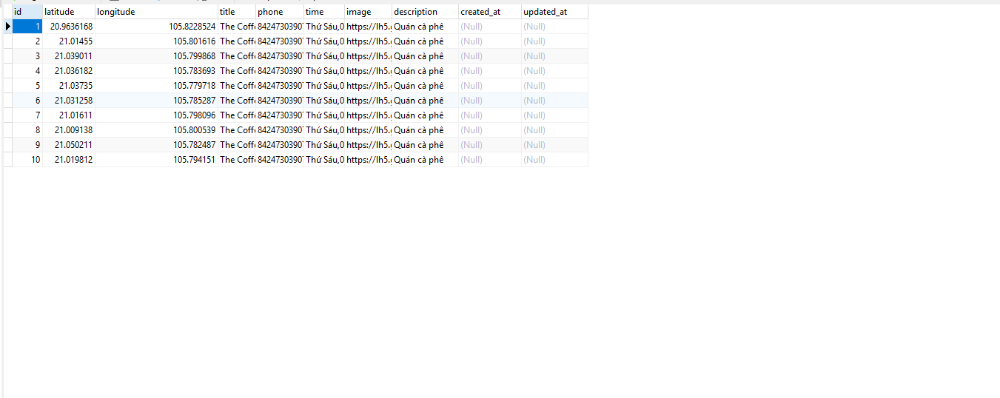 id latitude longitude title phone time image description created_at updated_at
1 20.9636168 105.8228524 The Coff 8424730390 Thứ Sáu,0 https://lh5.g Quán cà phê (Null) (Null)
2 21.01455 105.801616 The Coff 8424730390 Thứ Sáu,0 https://lh5.g Quán cà phê (Null) (Null)
3 21.039011 105.799868 The Coff 8424730390 Thứ Sáu,0 https://lh5.g Quán cà phê (Null) (Null)
4 21.036182 105.783693 The Coff 8424730390 Thứ Sáu,0 https://lh5.g Quán cà phê (Null) (Null)
5 21.03735 105.779718 The Coff 8424730390 Thứ Sáu,0 https://lh5.g Quán cà phê (Null) (Null)
6 21.031258 105.785287 The Coff 8424730390 Thứ Sáu,0 https://lh5.g Quán cà phê (Null) (Null)
7 21.01611 105.798096 The Coff 8424730390 Thứ Sáu,0 https://lh5.g Quán cà phê (Null) (Null)
8 21.009138 105.800539 The Coff 8424730390 Thứ Sáu,0 https://lh5.g Quán cà phê (Null) (Null)
9 21.050211 105.782487 The Coff 8424730390 Thứ Sáu,0 https://lh5.g Quán cà phê (Null) (Null)
10 21.019812 105.794151 The Coff 8424730390 Thứ Sáu,0 https://lh5.g Quán cà phê (Null) (Null)